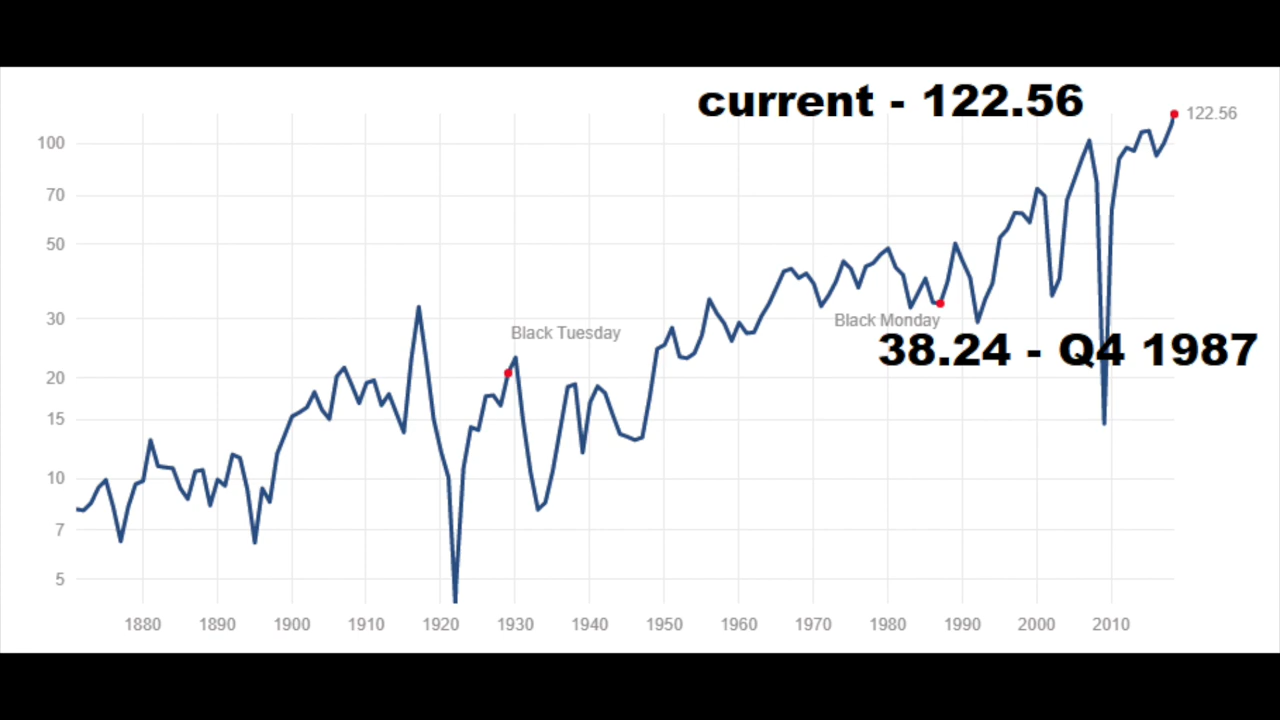 current - 122.56
122.56
100
70
50
30
20
15
10
7
5
Black Tuesday
Black Monday
38.24 - Q4 1987
1880 1890 1900 1910 1920 1930 1940 1950 1960 1970 1980 1990 2000 2010